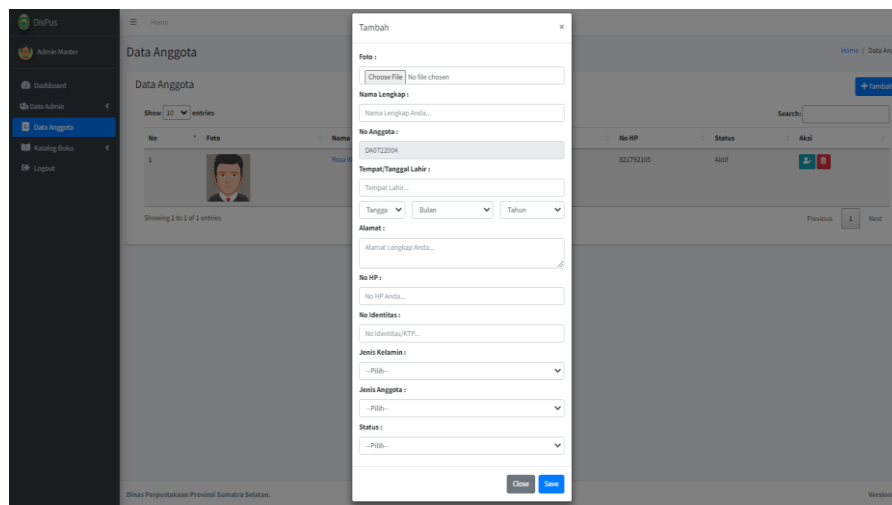 DisPus
Home
Tambah
×
Admin Master
Data Anggota
Home / Data
Foto :
Choose File No file chosen
Dashboard
Data Anggota
+Tambah
Nama Lengkap :
Data Admin
Nama Lengkap Anda...
Show 10 entries
Search:
Data Anggota
No Anggota :
No Foto Nama No HP Status Aksi
Katalog Buku
DA0722004
1 821792105 Aktif
Logout
Tempat/Tanggal Lahir :
Tempat Lahir...
Tangga Bulan Tahun
Showing 1 to 1 of 1 entries
Previous 1 Next
Alamat :
Alamat Lengkap Anda...
No HP :
No HP Anda...
No Identitas :
No Identitas/KTP...
Jenis Kelamin :
--Pilih--
Jenis Anggota :
--Pilih--
Status :
--Pilih--
Close Save
Dinas Perpustakaan Provinsi Sumatra Selatan.
Version